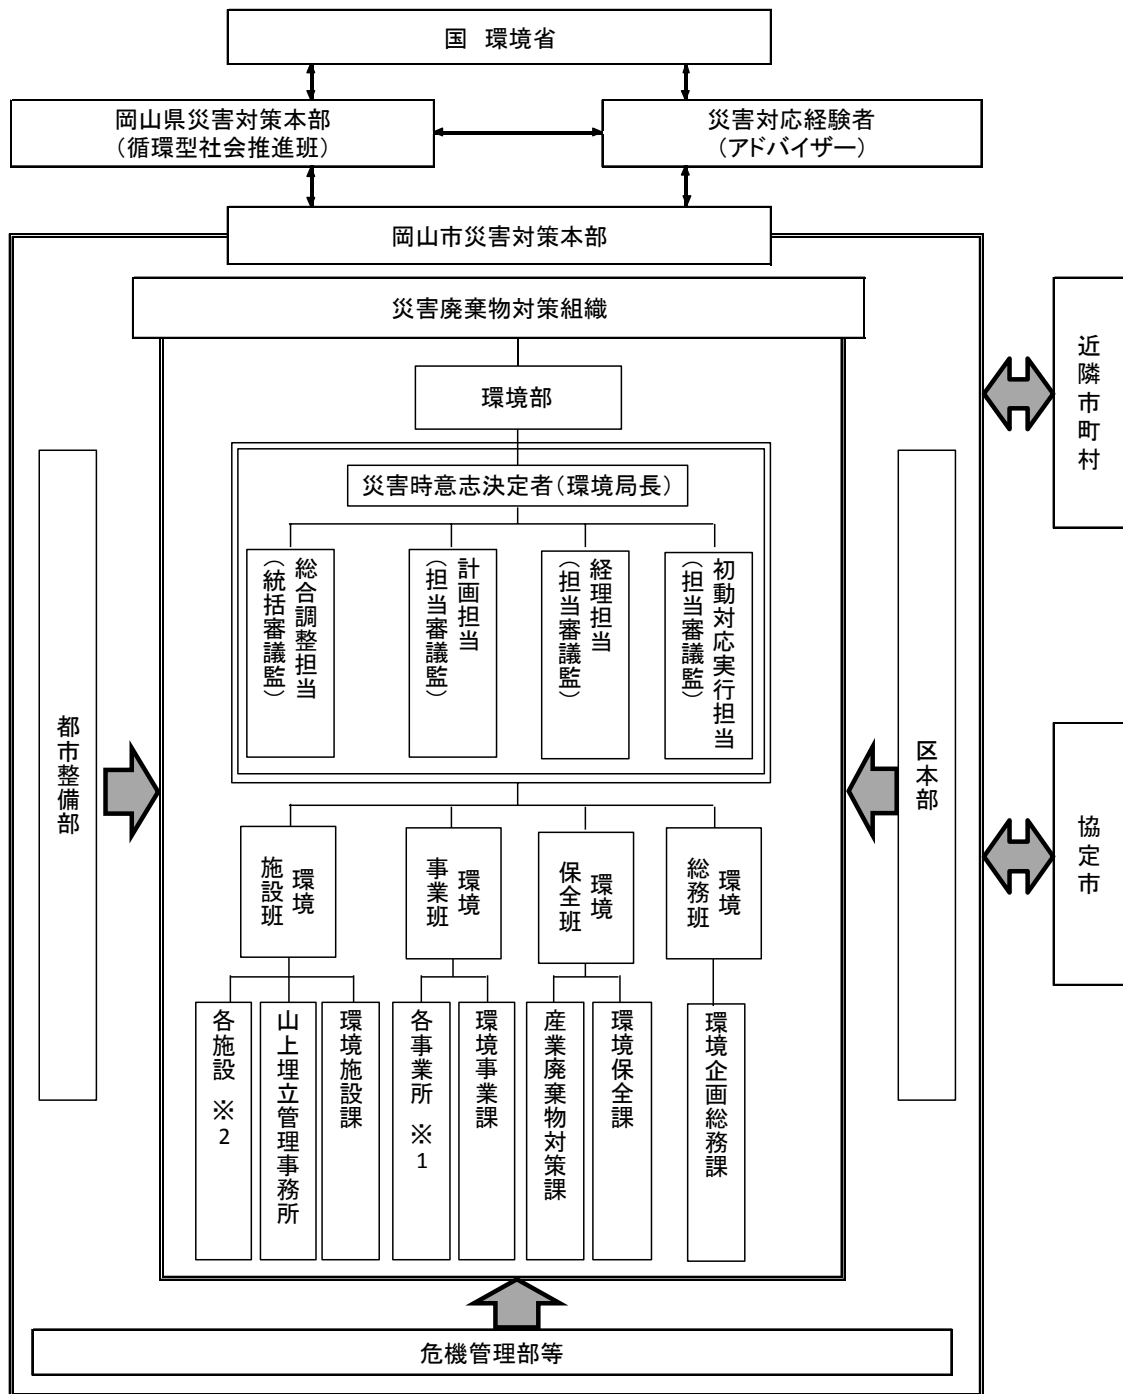 国 環境省
岡山県災害対策本部
(循環型社会推進班)
災害対応経験者
(アドバイザー)
岡山市災害対策本部
災害廃棄物対策組織
環境部
災害時意志決定者(環境局長)
総合調整担当
(統括審議監)
計画担当
(担当審議監)
経理担当
(担当審議監)
初動対応実行担当
(担当審議監)
都市整備部
区本部
近隣市町村
協定市
環境
施設班
環境
事業班
環境
保全班
環境
総務班
各施設 ※2
山上埋立管理事務所
環境施設課
各事業所 ※1
環境事業課
産業廃棄物対策課
環境保全課
環境企画総務課
危機管理部等